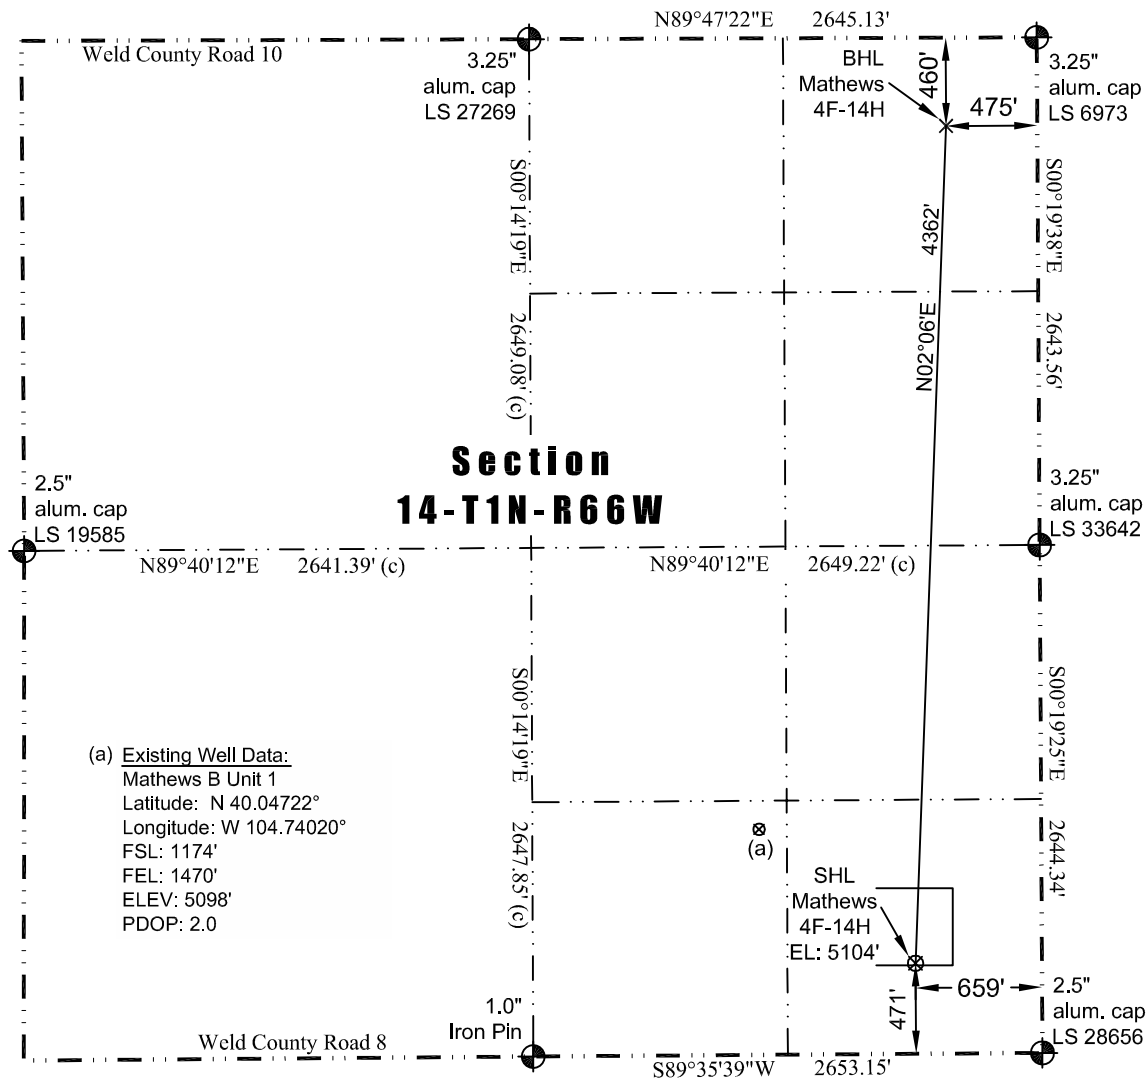 N89°47'22"E 2645.13'
Weld County Road 10
3.25"
alum. cap
LS 27269
BHL
Mathews
4F-14H
460'
475'
3.25"
alum. cap
LS 6973
S00°14'19"E
2649.08' (c)
4362'
N02°06'E
S00°19'38"E
2643.56'
Section
14-T1N-R66W
2.5"
alum. cap
LS 19585
3.25"
alum. cap
LS 33642
N89°40'12"E 2641.39' (c)
N89°40'12"E 2649.22' (c)
S00°14'19"E
2647.85' (c)
S00°19'25"E
2644.34'
(a) Existing Well Data:
Mathews B Unit 1
Latitude: N 40.04722°
Longitude: W 104.74020°
FSL: 1174'
FEL: 1470'
ELEV: 5098'
PDOP: 2.0
(a)
SHL
Mathews
4F-14H
EL: 5104'
659'
471'
1.0"
Iron Pin
2.5"
alum. cap
LS 28656
Weld County Road 8
S89°35'39"W 2653.15'